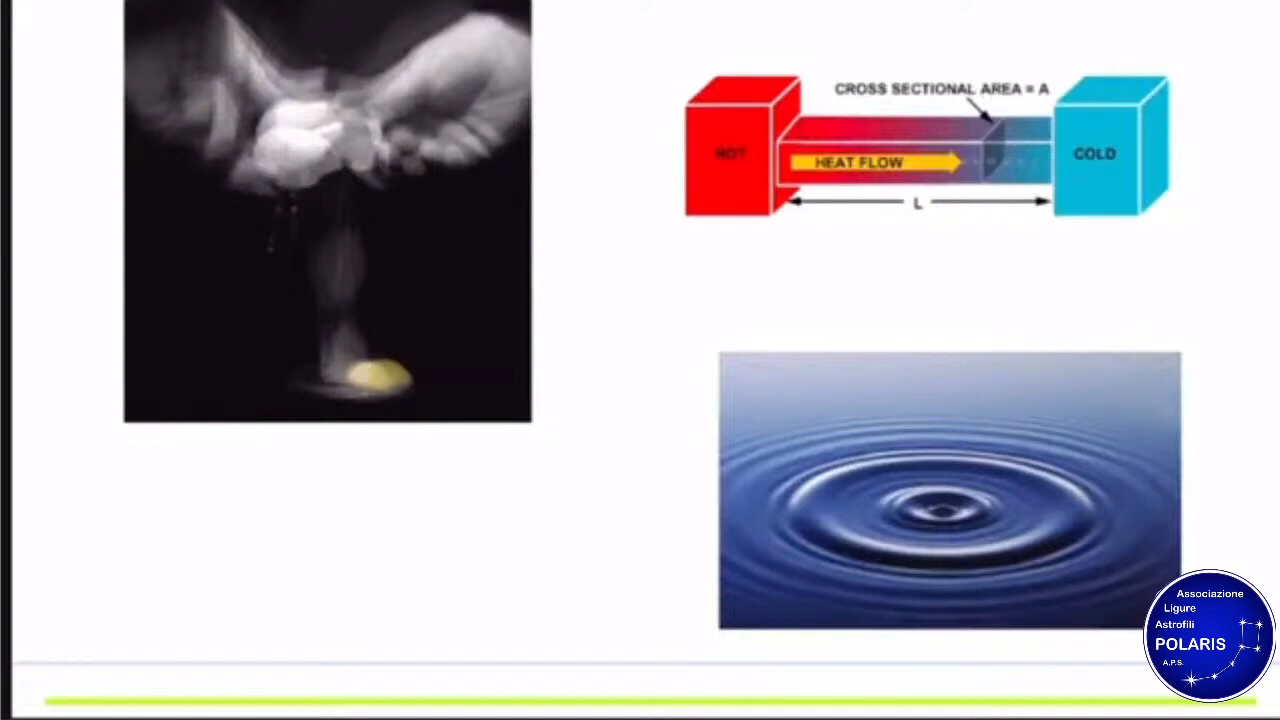 CROSS SECTIONAL AREA = A
HOT
HEAT FLOW
COLD
L
Associazione
Ligure
Astrofili
POLARIS
A.P.S.